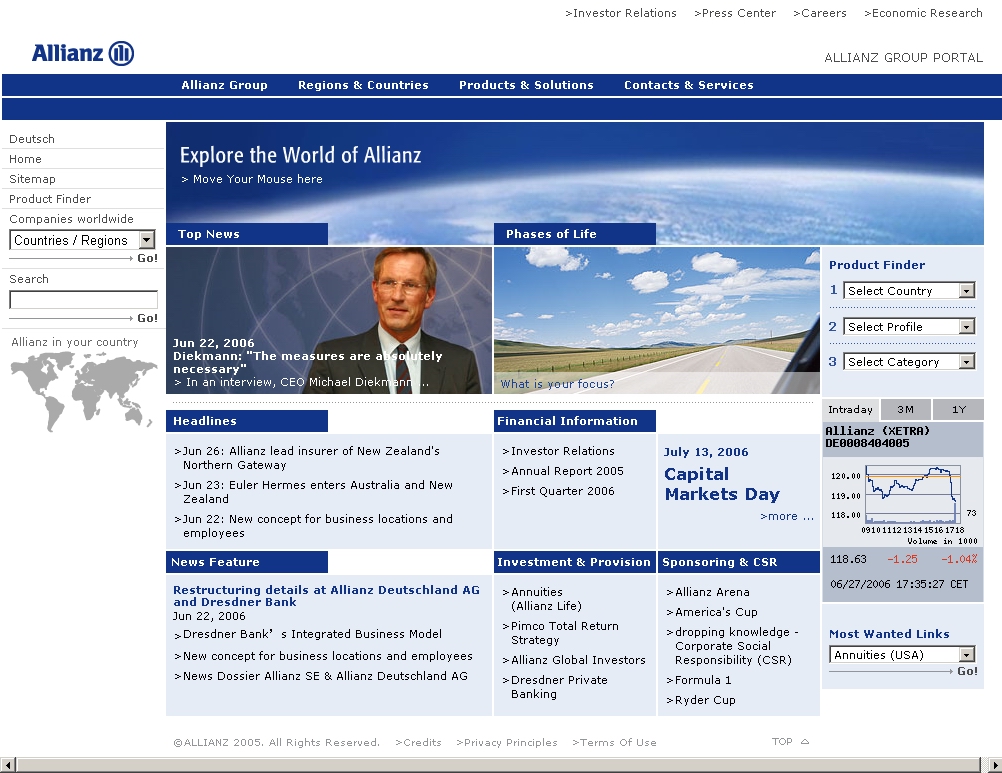 >Investor Relations >Press Center >Careers >Economic Research
Allianz
ALLIANZ GROUP PORTAL
Allianz Group Regions & Countries Products & Solutions Contacts & Services
Deutsch
Home
Sitemap
Product Finder
Companies worldwide
Countries / Regions
Go!
Search
Go!
Allianz in your country
Explore the World of Allianz
> Move Your Mouse here
Top News
Jun 22, 2006
Diekmann: "The measures are absolutely
necessary"
> In an interview, CEO Michael Diekmann ...
Phases of Life
What is your focus?
Product Finder
1 Select Country
2 Select Profile
3 Select Category
Headlines
>Jun 26: Allianz lead insurer of New Zealand's
Northern Gateway
>Jun 23: Euler Hermes enters Australia and New
Zealand
>Jun 22: New concept for business locations and
employees
Financial Information
>Investor Relations
>Annual Report 2005
>First Quarter 2006
July 13, 2006
Capital
Markets Day
>more ...
Intraday 3M 1Y
Allianz (XETRA)
DE0008404005
120.00
119.00
118.00
73
09101112131415161718
Volume in 1000
118.63 -1.25 -1.04%
06/27/2006 17:35:27 CET
News Feature
Restructuring details at Allianz Deutschland AG
and Dresdner Bank
Jun 22, 2006
>Dresdner Bank’s Integrated Business Model
>New concept for business locations and employees
>News Dossier Allianz SE & Allianz Deutschland AG
Investment & Provision
>Annuities
(Allianz Life)
>Pimco Total Return
Strategy
>Allianz Global Investors
>Dresdner Private
Banking
Sponsoring & CSR
>Allianz Arena
>America's Cup
>dropping knowledge -
Corporate Social
Responsibility (CSR)
>Formula 1
>Ryder Cup
Most Wanted Links
Annuities (USA)
Go!
©ALLIANZ 2005. All Rights Reserved. >Credits >Privacy Principles >Terms Of Use TOP